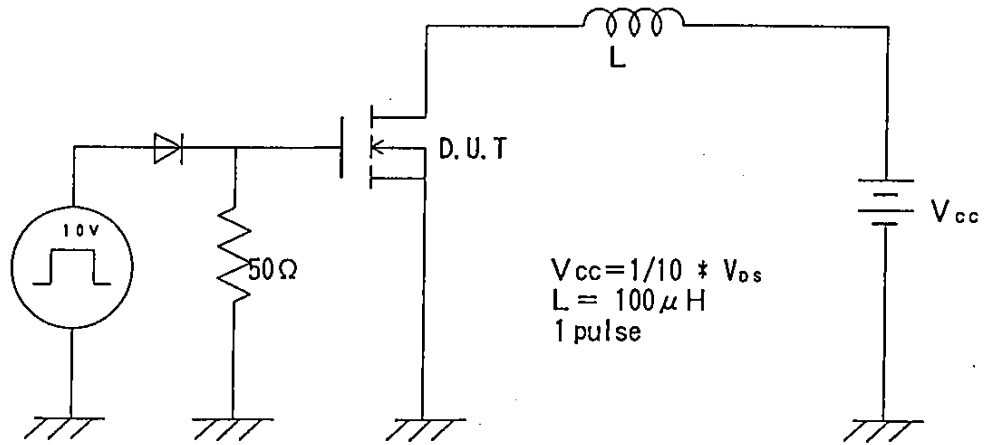 L
D.U.T
10V
50Ω
Vcc
Vcc=1/10 * VDS
L = 100μH
1 pulse